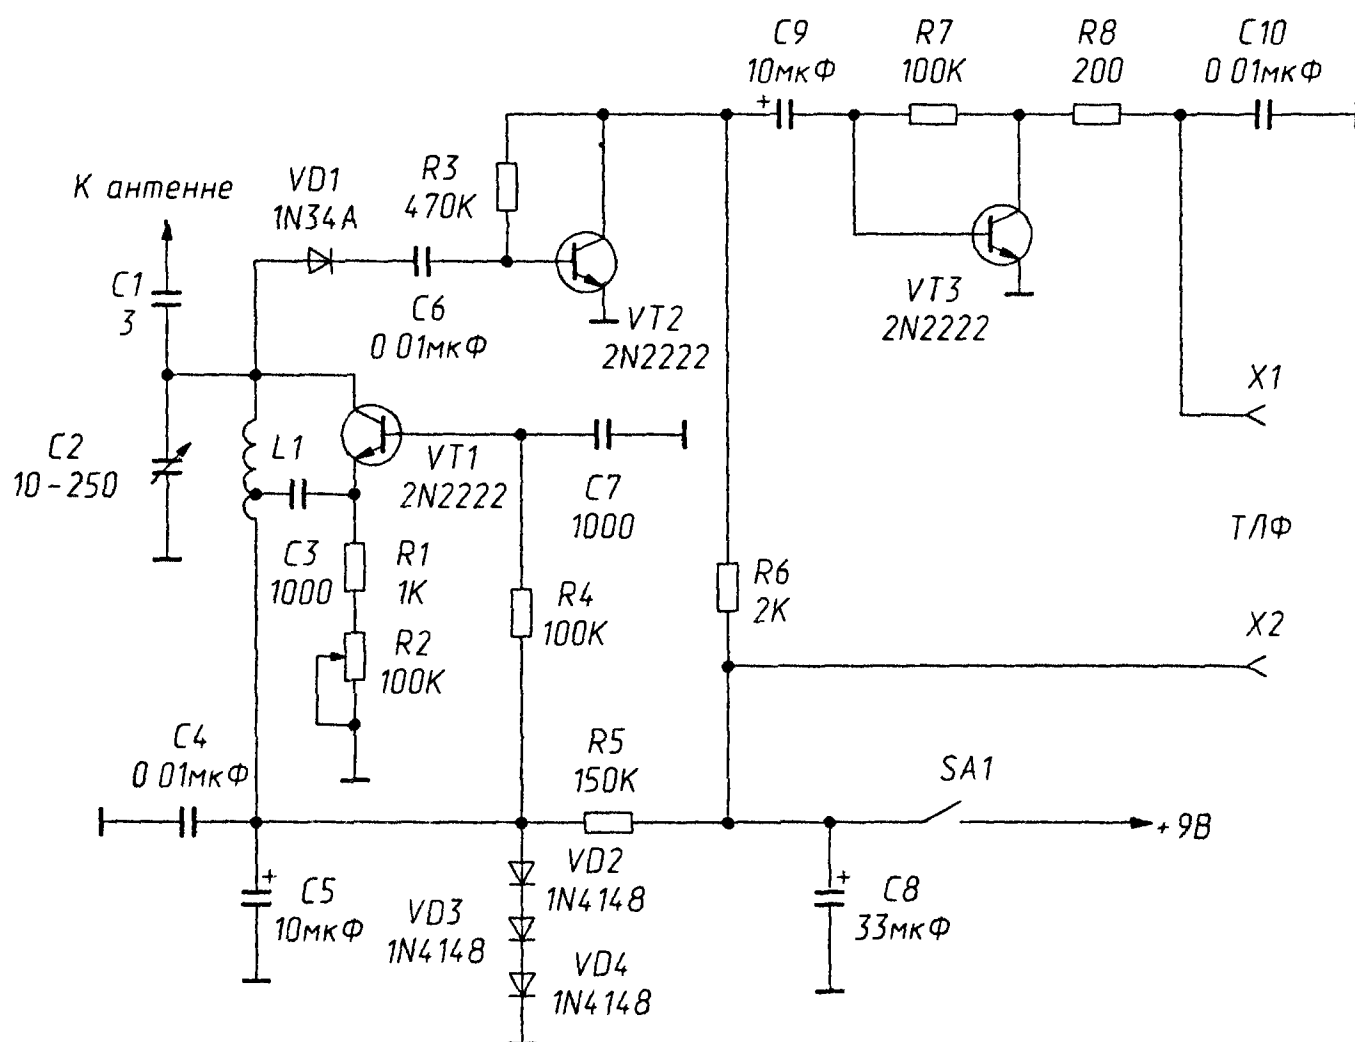 C9
10мкФ
R7
100K
R8
200
C10
0 01мкФ
+
К антенне
VD1
1N34A
R3
470K
C1
3
C6
0 01мкФ
VT2
2N2222
VT3
2N2222
X1
C2
10-250
L1
VT1
2N2222
C7
1000
ТЛФ
C3
1000
R1
1K
R4
100K
R6
2K
R2
100K
X2
C4
0 01мкФ
R5
150K
SA1
+9В
VD2
1N4148
+
C5
10мкФ
VD3
1N4148
VD4
1N4148
+
C8
33мкФ